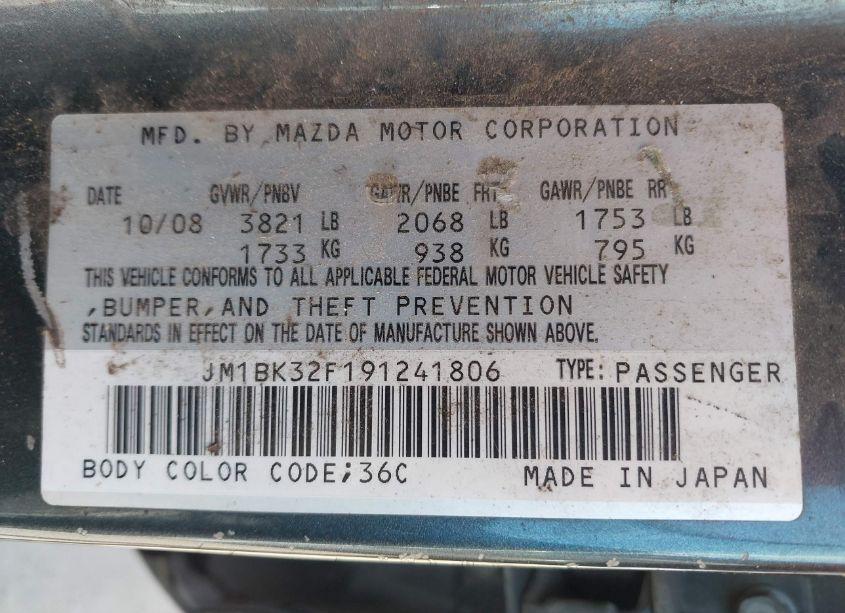 MFD. BY MAZDA MOTOR CORPORATION
DATE GVWR/PNBV GAWR/PNBE FRT GAWR/PNBE RR
10/08 3821 LB 2068 LB 1753 LB
1733 KG 938 KG 795 KG
THIS VEHICLE CONFORMS TO ALL APPLICABLE FEDERAL MOTOR VEHICLE SAFETY
,BUMPER,AND THEFT PREVENTION
STANDARDS IN EFFECT ON THE DATE OF MANUFACTURE SHOWN ABOVE.
JM1BK32F191241806 TYPE: PASSENGER
BODY COLOR CODE;36C MADE IN JAPAN